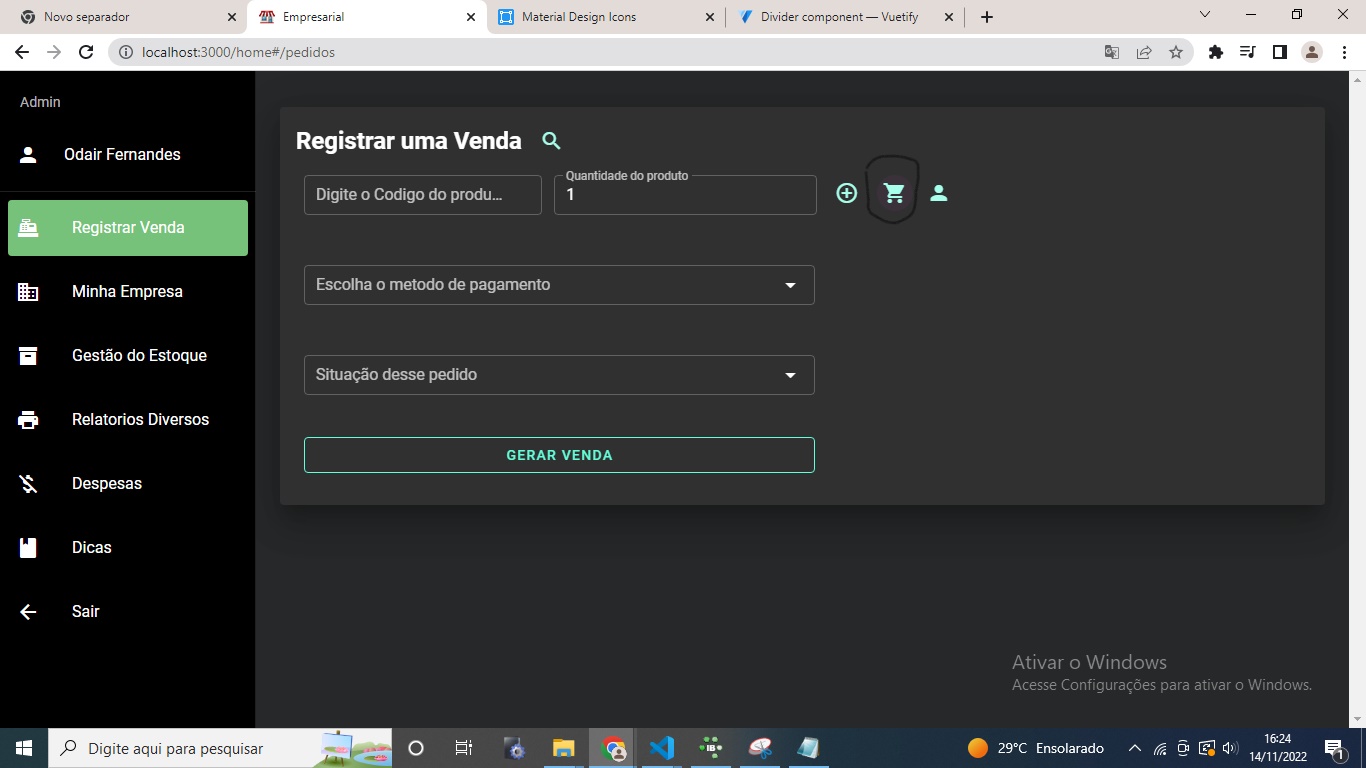 Novo separador
Empresarial
Material Design Icons
Divider component — Vuetify
localhost:3000/home#/pedidos
Admin
Odair Fernandes
Registrar Venda
Minha Empresa
Gestão do Estoque
Relatorios Diversos
Despesas
Dicas
Sair
Registrar uma Venda
Digite o Codigo do produ...
Quantidade do produto
1
Escolha o metodo de pagamento
Situação desse pedido
GERAR VENDA
Ativar o Windows
Acesse Configurações para ativar o Windows.
Digite aqui para pesquisar
IB
29°C Ensolarado
16:24
14/11/2022
1